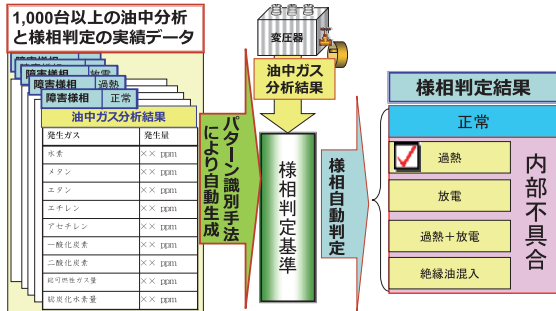 1,000台以上の油中分析
と様相判定の実績データ
障害様相
障害様相 放電
障害様相 過熱
障害様相 正常
油中ガス分析結果
発生ガス 発生量
水素 ×× ppm
メタン ×× ppm
エタン ×× ppm
エチレン ×× ppm
アセチレン ×× ppm
一酸化炭素 ×× ppm
二酸化炭素 ×× ppm
総可燃性ガス量 ×× ppm
総炭化水素量 ×× ppm
パターン識別手法
により自動生成
変圧器
油中ガス
分析結果
様相判定基準
様相自動判定
様相判定結果
正常
過熱
放電
過熱+放電
絶縁油混入
内部不具合